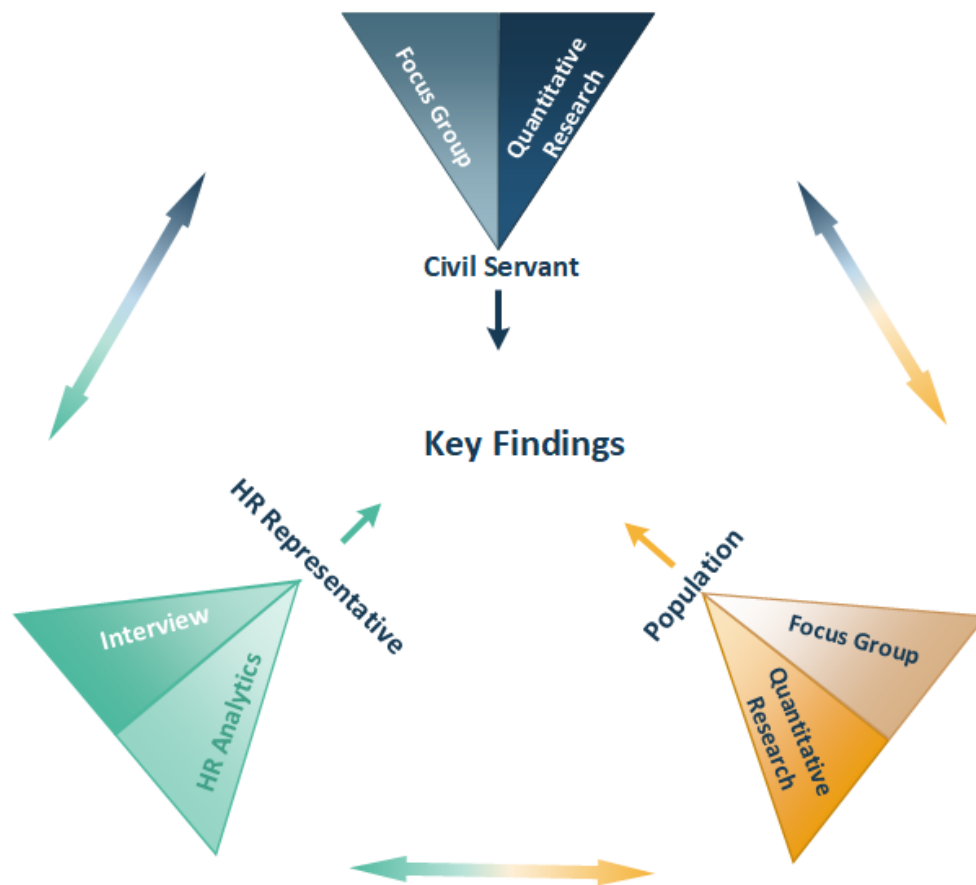 Focus Group
Quantitative
Research
Civil Servant
Key Findings
HR Representative
Interview
HR Analytics
Population
Focus Group
Quantitative
Research